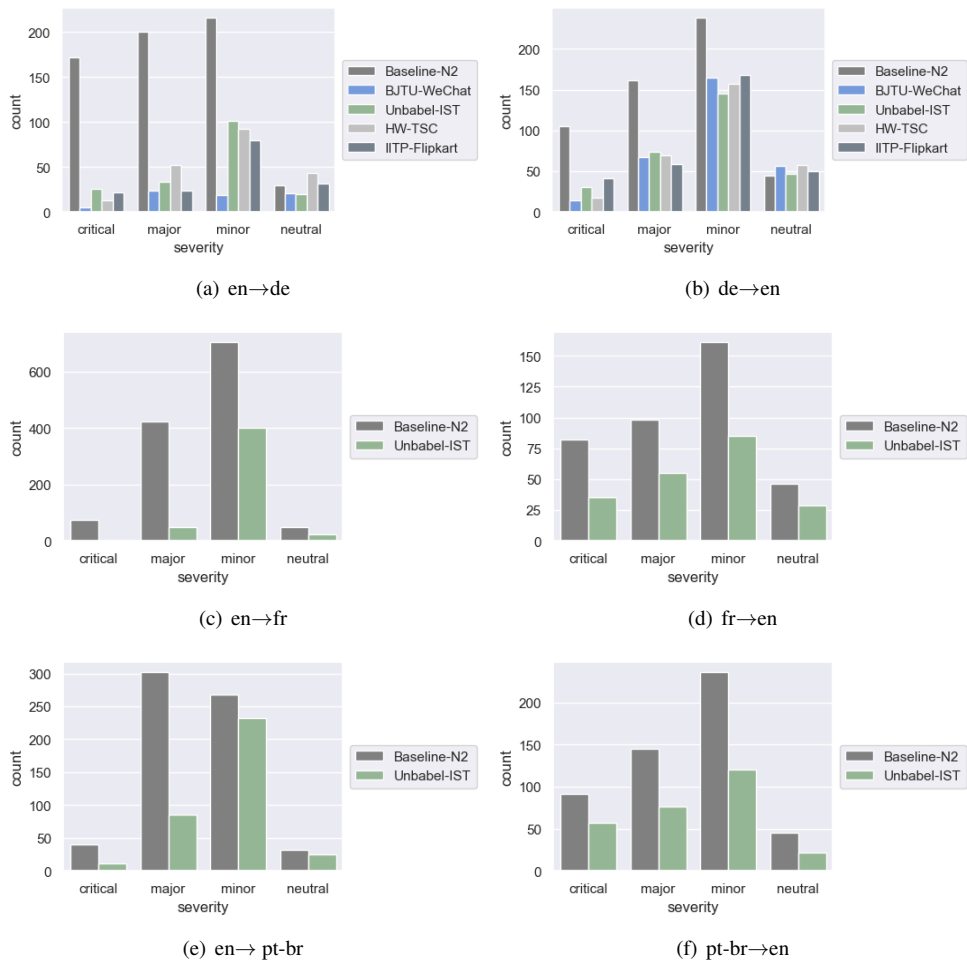 200
150
100
50
0
count
critical major minor neutral
severity
Baseline-N2
BJTU-WeChat
Unbabel-IST
HW-TSC
IITP-Flipkart
(a) en→de
200
150
100
50
0
count
critical major minor neutral
severity
Baseline-N2
BJTU-WeChat
Unbabel-IST
HW-TSC
IITP-Flipkart
(b) de→en
600
400
200
0
count
critical major minor neutral
severity
Baseline-N2
Unbabel-IST
(c) en→fr
150
125
100
75
50
25
0
count
critical major minor neutral
severity
Baseline-N2
Unbabel-IST
(d) fr→en
300
250
200
150
100
50
0
count
critical major minor neutral
severity
Baseline-N2
Unbabel-IST
(e) en→ pt-br
200
150
100
50
0
count
critical major minor neutral
severity
Baseline-N2
Unbabel-IST
(f) pt-br→en